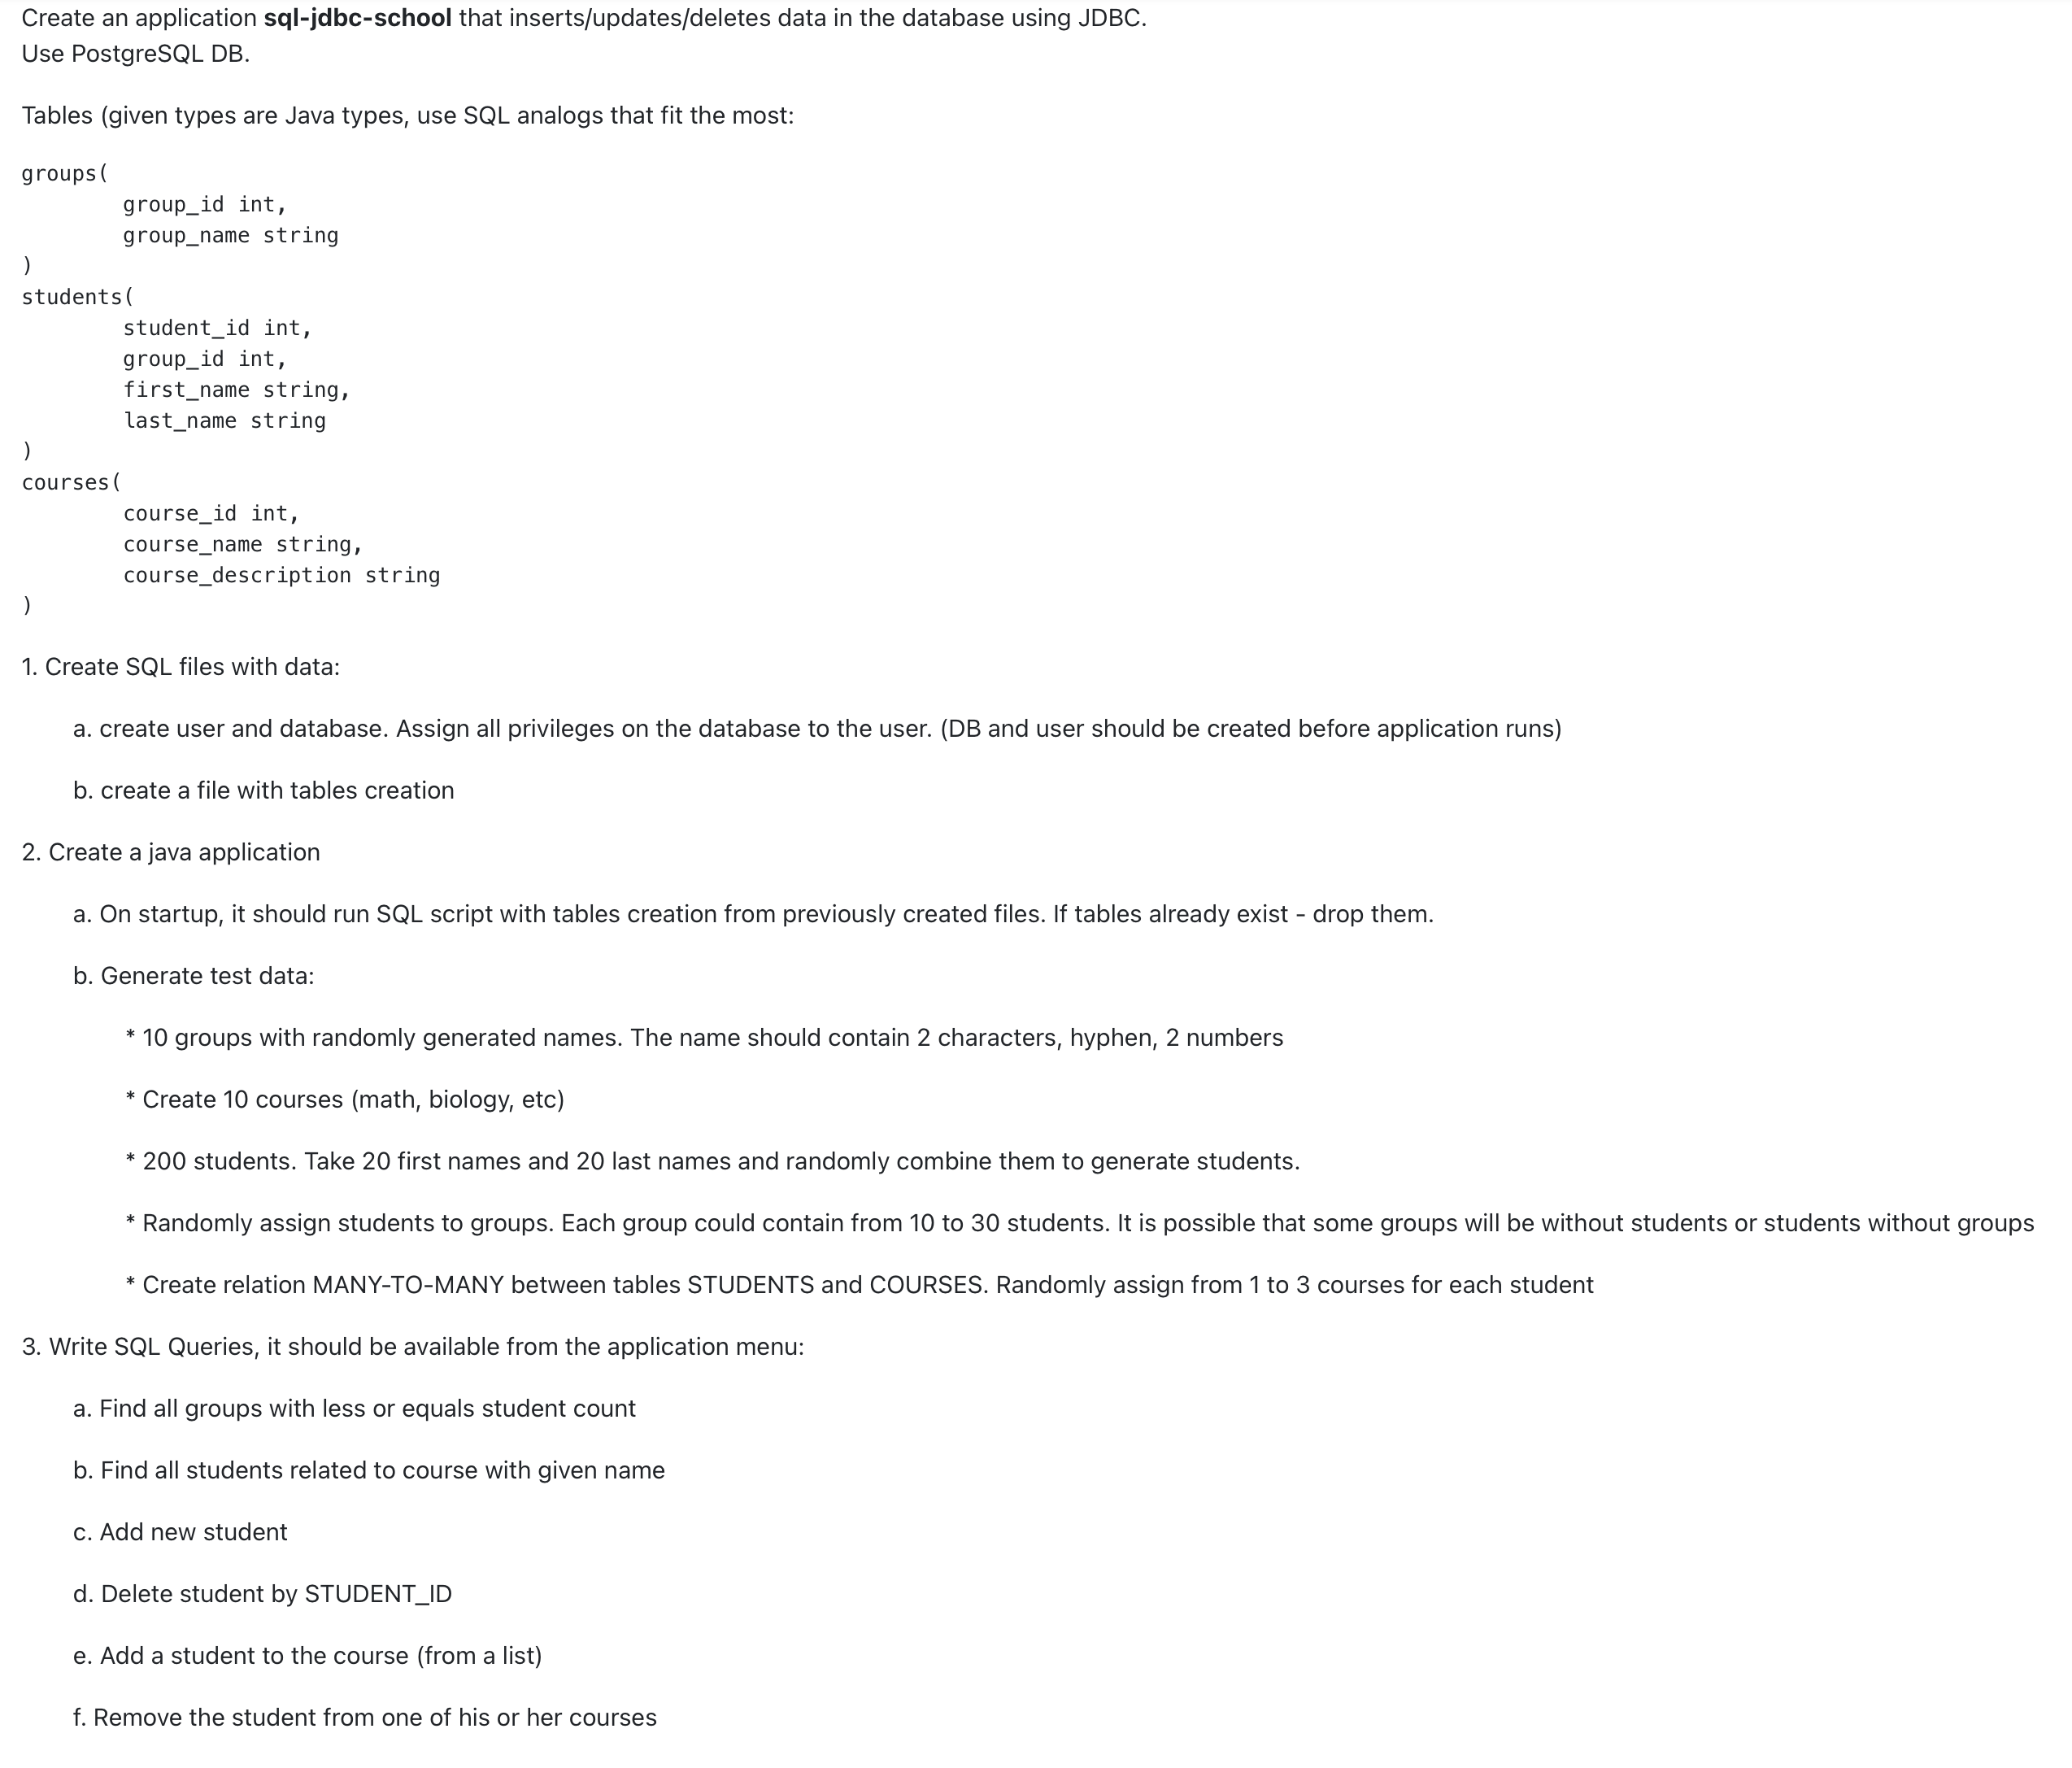 Create an application sql-jdbc-school that inserts/updates/deletes data in the database using JDBC.
Use PostgreSQL DB.
Tables (given types are Java types, use SQL analogs that fit the most:
groups(
group_id int,
group_name string
)
students(
student_id int,
group_id int,
first_name string,
last_name string
)
courses(
course_id int,
course_name string,
course_description string
)
1. Create SQL files with data:
a. create user and database. Assign all privileges on the database to the user. (DB and user should be created before application runs)
b. create a file with tables creation
2. Create a java application
a. On startup, it should run SQL script with tables creation from previously created files. If tables already exist - drop them.
b. Generate test data:
* 10 groups with randomly generated names. The name should contain 2 characters, hyphen, 2 numbers
* Create 10 courses (math, biology, etc)
* 200 students. Take 20 first names and 20 last names and randomly combine them to generate students.
* Randomly assign students to groups. Each group could contain from 10 to 30 students. It is possible that some groups will be without students or students without groups
* Create relation MANY-TO-MANY between tables STUDENTS and COURSES. Randomly assign from 1 to 3 courses for each student
3. Write SQL Queries, it should be available from the application menu:
a. Find all groups with less or equals student count
b. Find all students related to course with given name
c. Add new student
d. Delete student by STUDENT_ID
e. Add a student to the course (from a list)
f. Remove the student from one of his or her courses